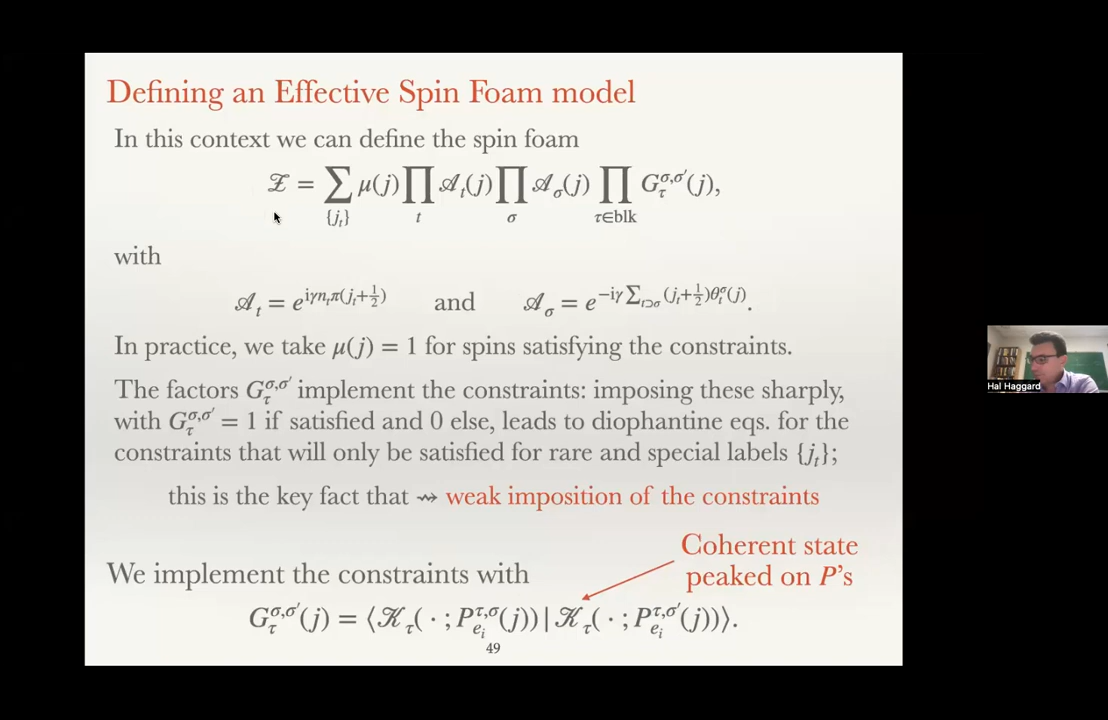 Defining an Effective Spin Foam model
In this context we can define the spin foam
𝒵 = ∑_{{j_t}} μ(j) ∏_t 𝒜_t(j) ∏_σ 𝒜_σ(j) ∏_{τ∈blk} G_τ^{σ,σ′}(j),
with
𝒜_t = e^{iγn_tπ(j_t+½)} and 𝒜_σ = e^{−iγ∑_{t⊃σ}(j_t+½)θ_t^σ(j)}.
In practice, we take μ(j) = 1 for spins satisfying the constraints.
The factors G_τ^{σ,σ′} implement the constraints: imposing these sharply,
with G_τ^{σ,σ′} = 1 if satisfied and 0 else, leads to diophantine eqs. for the
constraints that will only be satisfied for rare and special labels {j_t};
this is the key fact that ⇝ weak imposition of the constraints
Coherent state
peaked on P's
We implement the constraints with
G_τ^{σ,σ′}(j) = ⟨𝒦_τ( · ; P_{e_i}^{τ,σ}(j)) | 𝒦_τ( · ; P_{e_i}^{τ,σ′}(j))⟩.
49
Hal Haggard